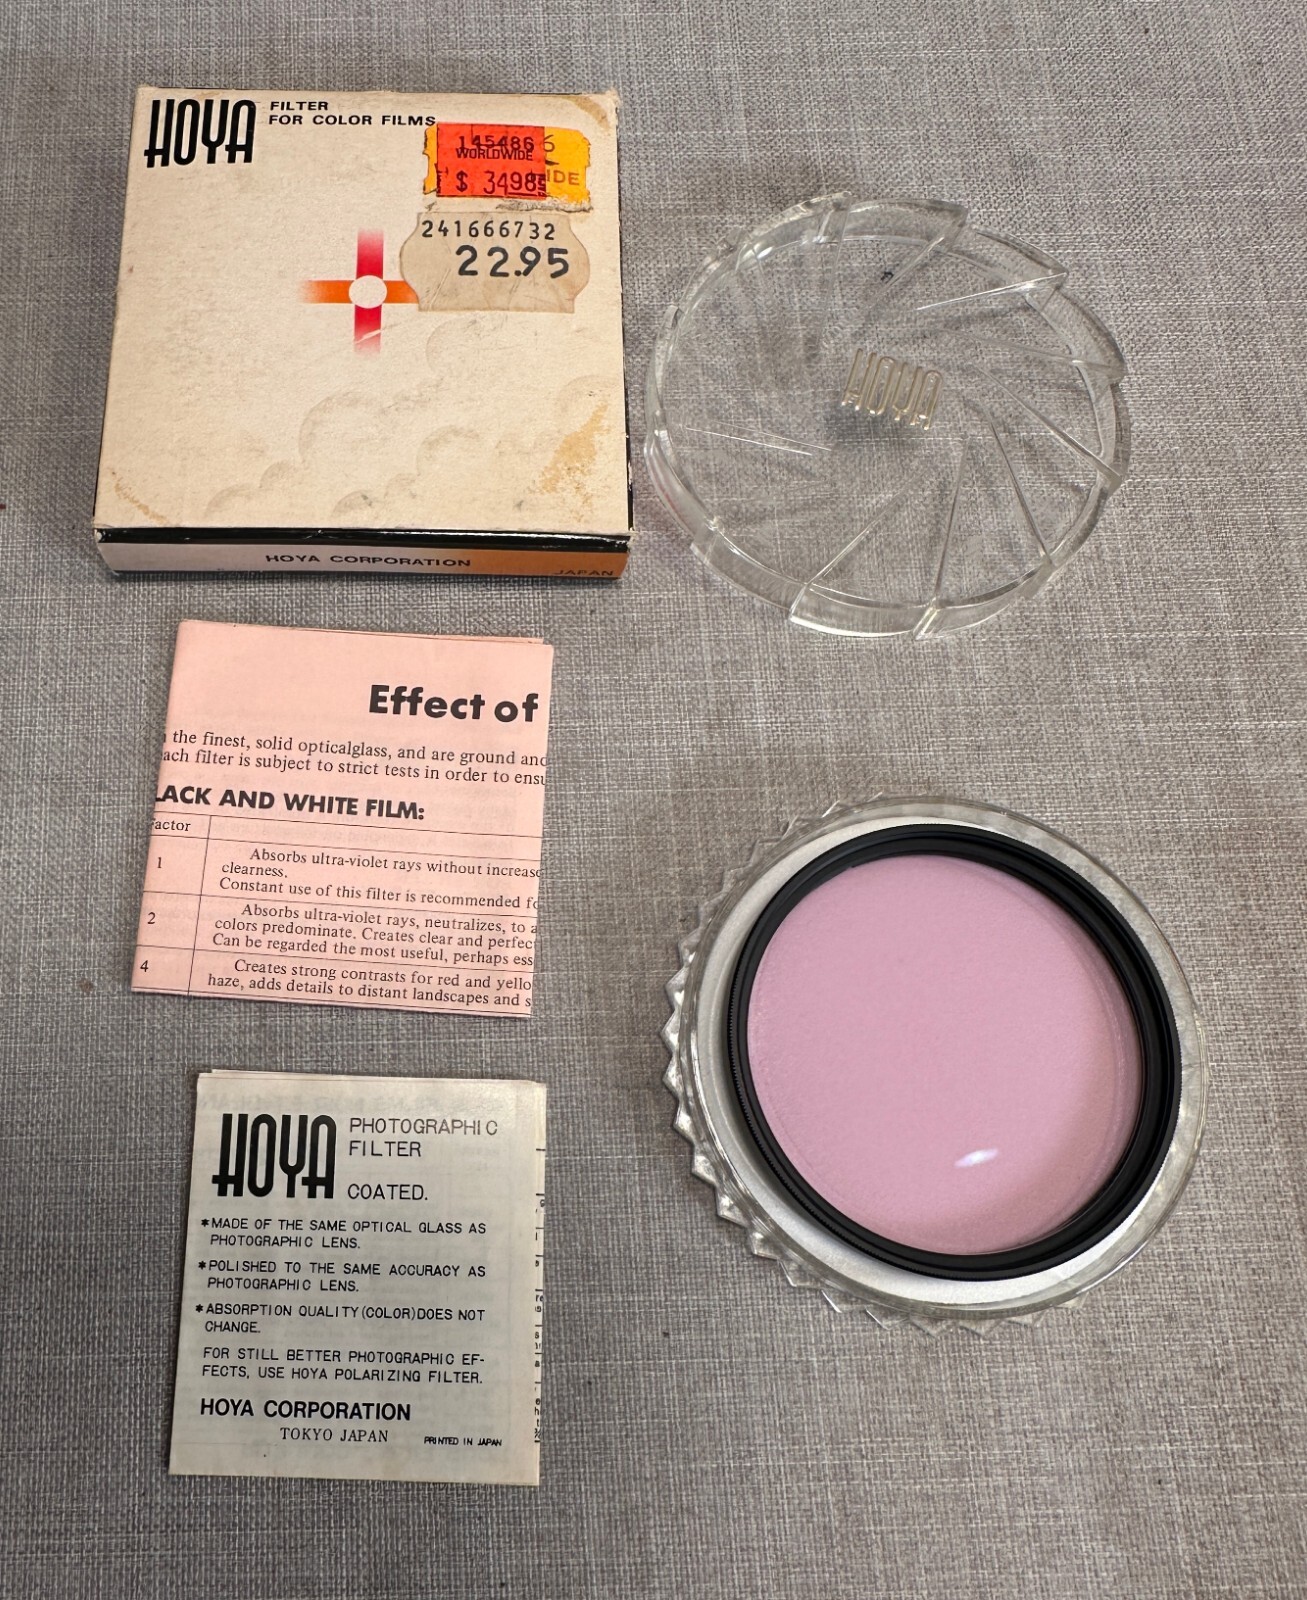 HOYA
FILTER
FOR COLOR FILMS
145486
WORLDWIDE
$ 3498
6
IDE
241666732
22.95
HOYA CORPORATION
JAPAN
HOYA
Effect of
the finest, solid opticalglass, and are ground and
ach filter is subject to strict tests in order to ensu
LACK AND WHITE FILM:
actor
1
Absorbs ultra-violet rays without increase
clearness.
Constant use of this filter is recommended fo
2
Absorbs ultra-violet rays, neutralizes, to a
colors predominate. Creates clear and perfec
Can be regarded the most useful, perhaps ess
4
Creates strong contrasts for red and yello
haze, adds details to distant landscapes and s
HOYA
PHOTOGRAPHIC
FILTER
COATED.
*MADE OF THE SAME OPTICAL GLASS AS
PHOTOGRAPHIC LENS.
*POLISHED TO THE SAME ACCURACY AS
PHOTOGRAPHIC LENS.
*ABSORPTION QUALITY (COLOR) DOES NOT
CHANGE.
FOR STILL BETTER PHOTOGRAPHIC EF-
FECTS, USE HOYA POLARIZING FILTER.
HOYA CORPORATION
TOKYO JAPAN
PRINTED IN JAPAN